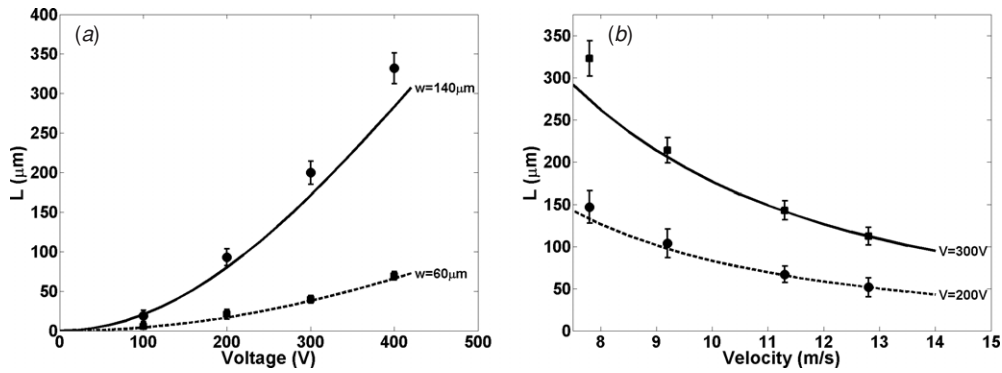 (a)
400
350
300
250
200
150
100
50
0
L (μm)
w=140μm
w=60μm
0 100 200 300 400 500
Voltage (V)
(b)
350
300
250
200
150
100
50
0
L (μm)
V=300V
V=200V
8 9 10 11 12 13 14 15
Velocity (m/s)